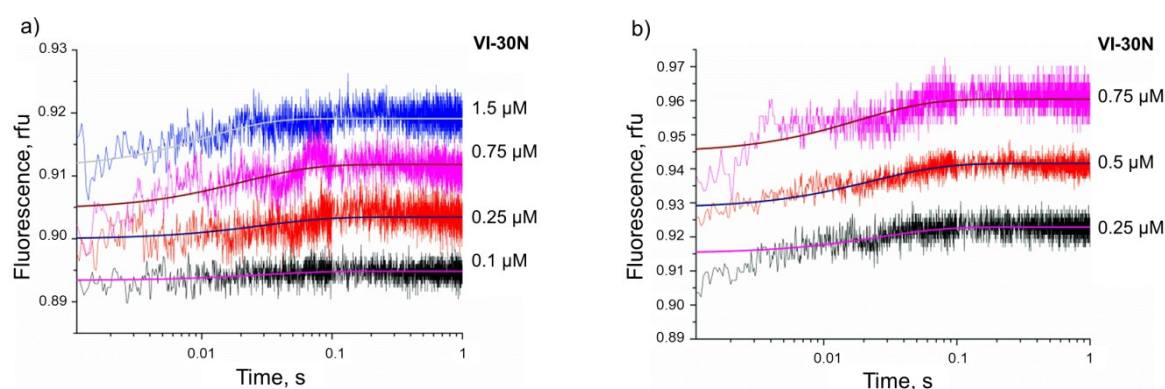 a)
VI-30N
0.93
0.92
0.91
0.90
0.89
Fluorescence, rfu
1.5 µM
0.75 µM
0.25 µM
0.1 µM
0.01
0.1
1
Time, s
b)
VI-30N
0.97
0.96
0.95
0.94
0.93
0.92
0.91
0.90
0.89
Fluorescence, rfu
0.75 µM
0.5 µM
0.25 µM
0.01
0.1
1
Time, s